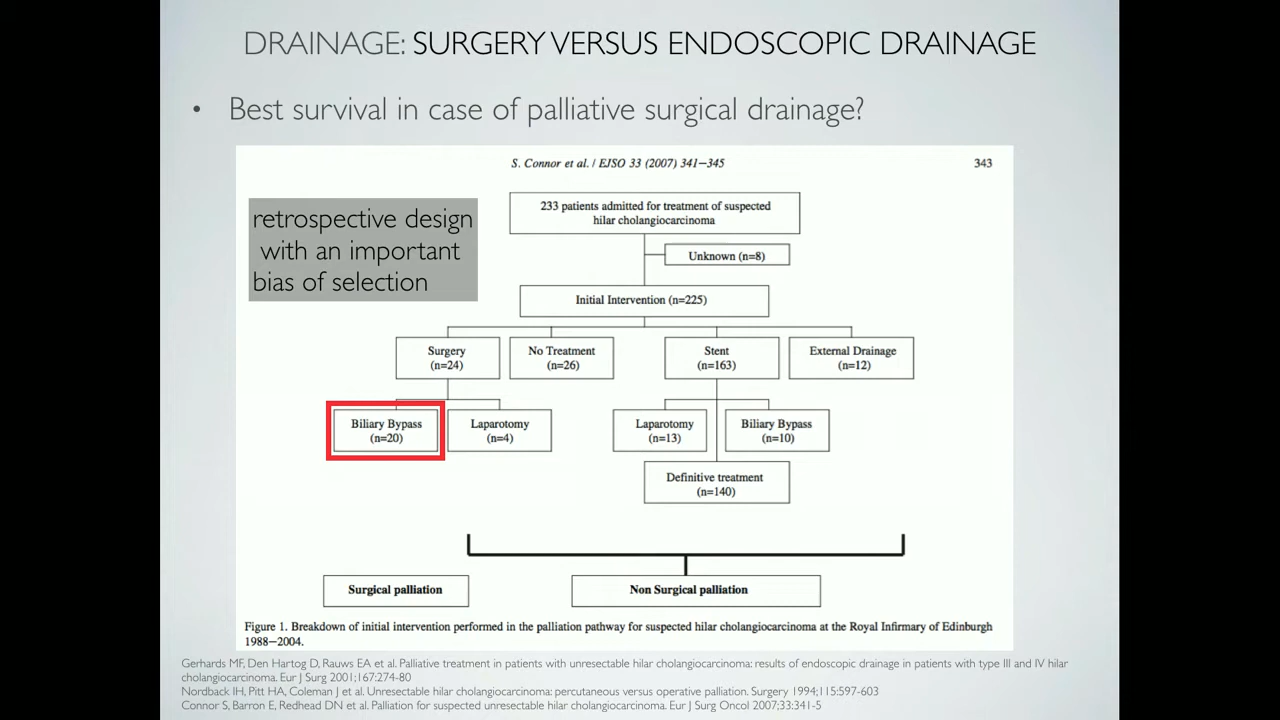 DRAINAGE: SURGERY VERSUS ENDOSCOPIC DRAINAGE
• Best survival in case of palliative surgical drainage?
S. Connor et al. / EJSO 33 (2007) 341–345
343
retrospective design
with an important
bias of selection
233 patients admitted for treatment of suspected
hilar cholangiocarcinoma
Unknown (n=8)
Initial Intervention (n=225)
Surgery
(n=24)
No Treatment
(n=26)
Stent
(n=163)
External Drainage
(n=12)
Biliary Bypass
(n=20)
Laparotomy
(n=4)
Laparotomy
(n=13)
Biliary Bypass
(n=10)
Definitive treatment
(n=140)
Surgical palliation
Non Surgical palliation
Figure 1. Breakdown of initial intervention performed in the palliation pathway for suspected hilar cholangiocarcinoma at the Royal Infirmary of Edinburgh
1988–2004.
Gerhards MF, Den Hartog D, Rauws EA et al. Palliative treatment in patients with unresectable hilar cholangiocarcinoma: results of endoscopic drainage in patients with type III and IV hilar
cholangiocarcinoma. Eur J Surg 2001;167:274-80
Nordback IH, Pitt HA, Coleman J et al. Unresectable hilar cholangiocarcinoma: percutaneous versus operative palliation. Surgery 1994;115:597-603
Connor S, Barron E, Redhead DN et al. Palliation for suspected unresectable hilar cholangiocarcinoma. Eur J Surg Oncol 2007;33:341-5